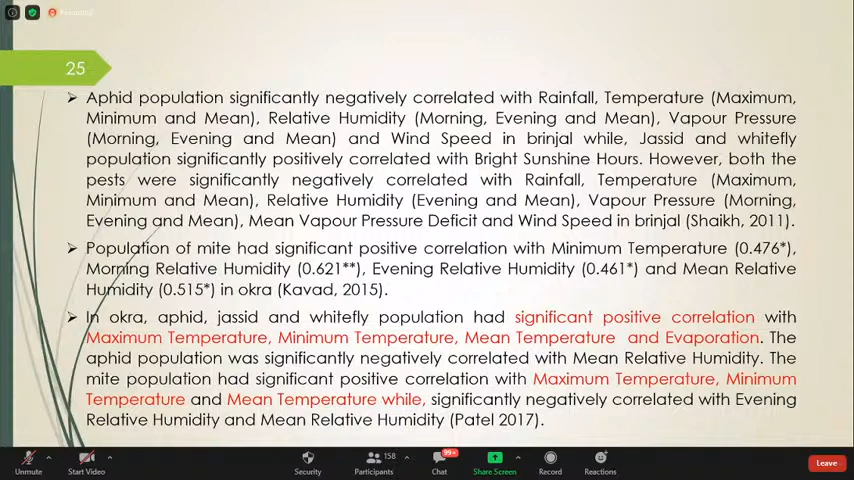 Recording
25
➤ Aphid population significantly negatively correlated with Rainfall, Temperature (Maximum,
Minimum and Mean), Relative Humidity (Morning, Evening and Mean), Vapour Pressure
(Morning, Evening and Mean) and Wind Speed in brinjal while, Jassid and whitefly
population significantly positively correlated with Bright Sunshine Hours. However, both the
pests were significantly negatively correlated with Rainfall, Temperature (Maximum,
Minimum and Mean), Relative Humidity (Evening and Mean), Vapour Pressure (Morning,
Evening and Mean), Mean Vapour Pressure Deficit and Wind Speed in brinjal (Shaikh, 2011).
➤ Population of mite had significant positive correlation with Minimum Temperature (0.476*),
Morning Relative Humidity (0.621**), Evening Relative Humidity (0.461*) and Mean Relative
Humidity (0.515*) in okra (Kavad, 2015).
➤ In okra, aphid, jassid and whitefly population had significant positive correlation with
Maximum Temperature, Minimum Temperature, Mean Temperature and Evaporation. The
aphid population was significantly negatively correlated with Mean Relative Humidity. The
mite population had significant positive correlation with Maximum Temperature, Minimum
Temperature and Mean Temperature while, significantly negatively correlated with Evening
Relative Humidity and Mean Relative Humidity (Patel 2017).
158 99+
Unmute Start Video Security Participants Chat Share Screen Record Reactions Leave